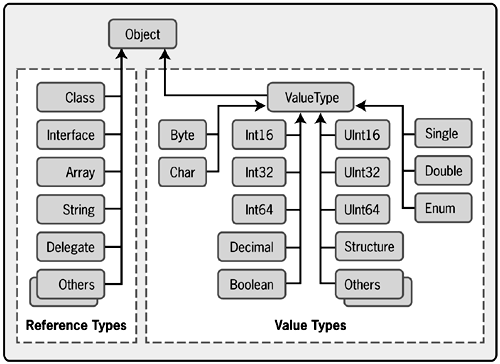 Object
Class
Interface
Array
String
Delegate
Others
Reference Types
ValueType
Byte
Char
Int16
Int32
Int64
Decimal
Boolean
UInt16
UInt32
UInt64
Structure
Others
Single
Double
Enum
Value Types